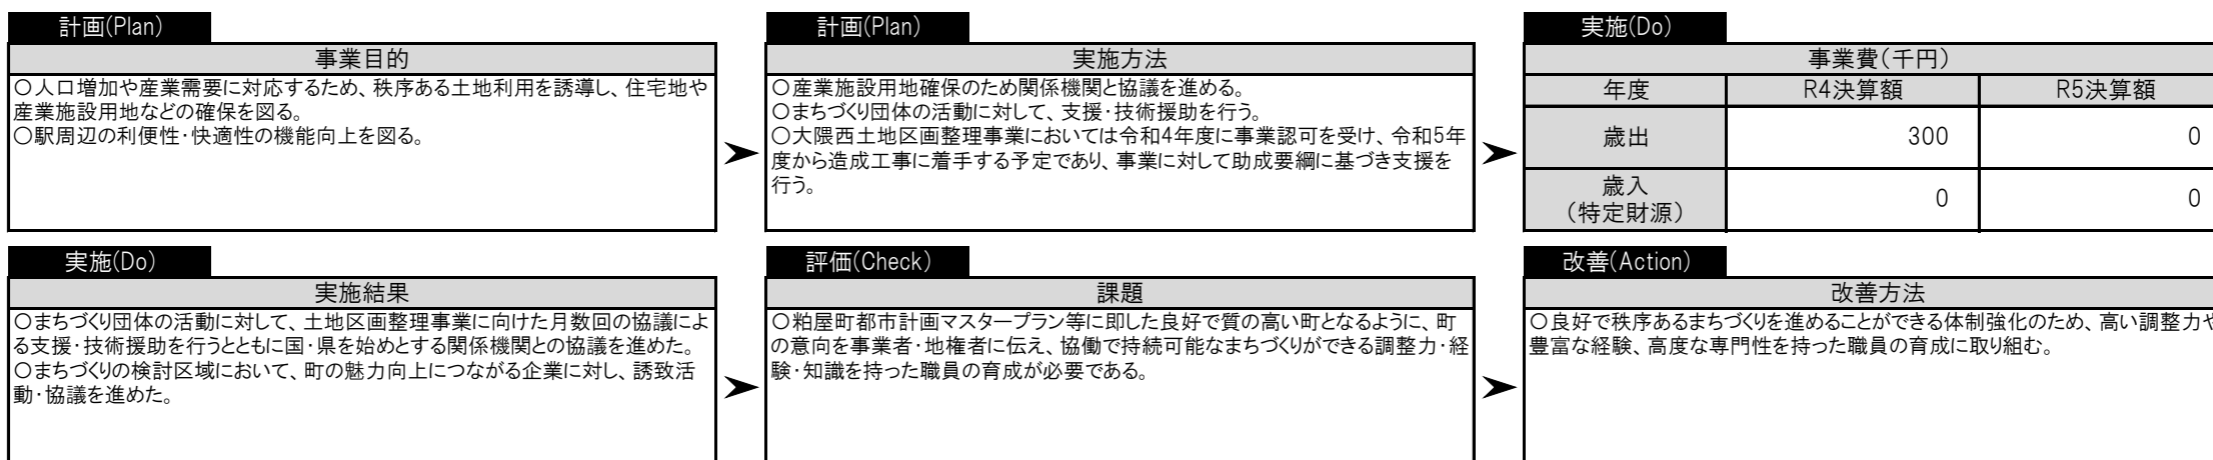 計画(Plan)
事業目的
○人口増加や産業需要に対応するため、秩序ある土地利用を誘導し、住宅地や
産業施設用地などの確保を図る。
○駅周辺の利便性・快適性の機能向上を図る。
計画(Plan)
実施方法
○産業施設用地確保のため関係機関と協議を進める。
○まちづくり団体の活動に対して、支援・技術援助を行う。
○大隈西土地区画整理事業においては令和4年度に事業認可を受け、令和5年
度から造成工事に着手する予定であり、事業に対して助成要綱に基づき支援を
行う。
実施(Do)
事業費(千円)
年度 R4決算額 R5決算額
歳出 300 0
歳入
(特定財源) 0 0
実施(Do)
実施結果
○まちづくり団体の活動に対して、土地区画整理事業に向けた月数回の協議によ
る支援・技術援助を行うとともに国・県を始めとする関係機関との協議を進めた。
○まちづくりの検討区域において、町の魅力向上につながる企業に対し、誘致活
動・協議を進めた。
評価(Check)
課題
○粕屋町都市計画マスタープラン等に即した良好で質の高い町となるように、町
の意向を事業者・地権者に伝え、協働で持続可能なまちづくりができる調整力・経
験・知識を持った職員の育成が必要である。
改善(Action)
改善方法
○良好で秩序あるまちづくりを進めることができる体制強化のため、高い調整力や
豊富な経験、高度な専門性を持った職員の育成に取り組む。